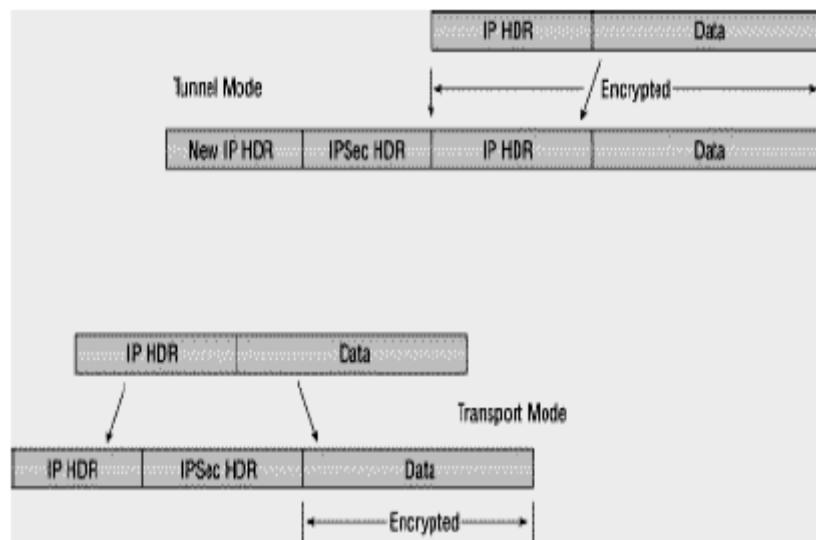 IP HDR Data
Tunnel Mode
Encrypted
New IP HDR IPSec HDR IP HDR Data
IP HDR Data
Transport Mode
IP HDR IPSec HDR Data
Encrypted